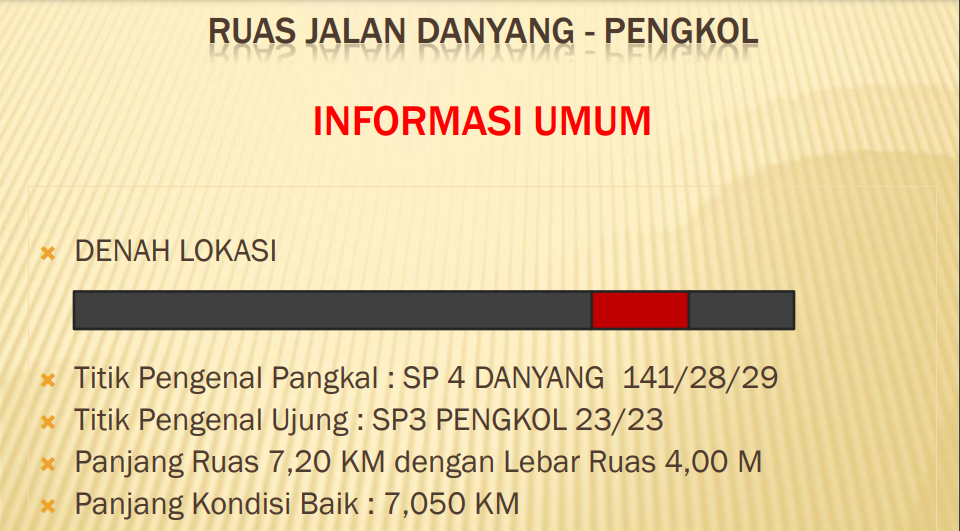 RUAS JALAN DANYANG - PENGKOL
INFORMASI UMUM
DENAH LOKASI
Titik Pengenal Pangkal : SP 4 DANYANG 141/28/29
Titik Pengenal Ujung : SP3 PENGKOL 23/23
Panjang Ruas 7,20 KM dengan Lebar Ruas 4,00 M
Panjang Kondisi Baik : 7,050 KM